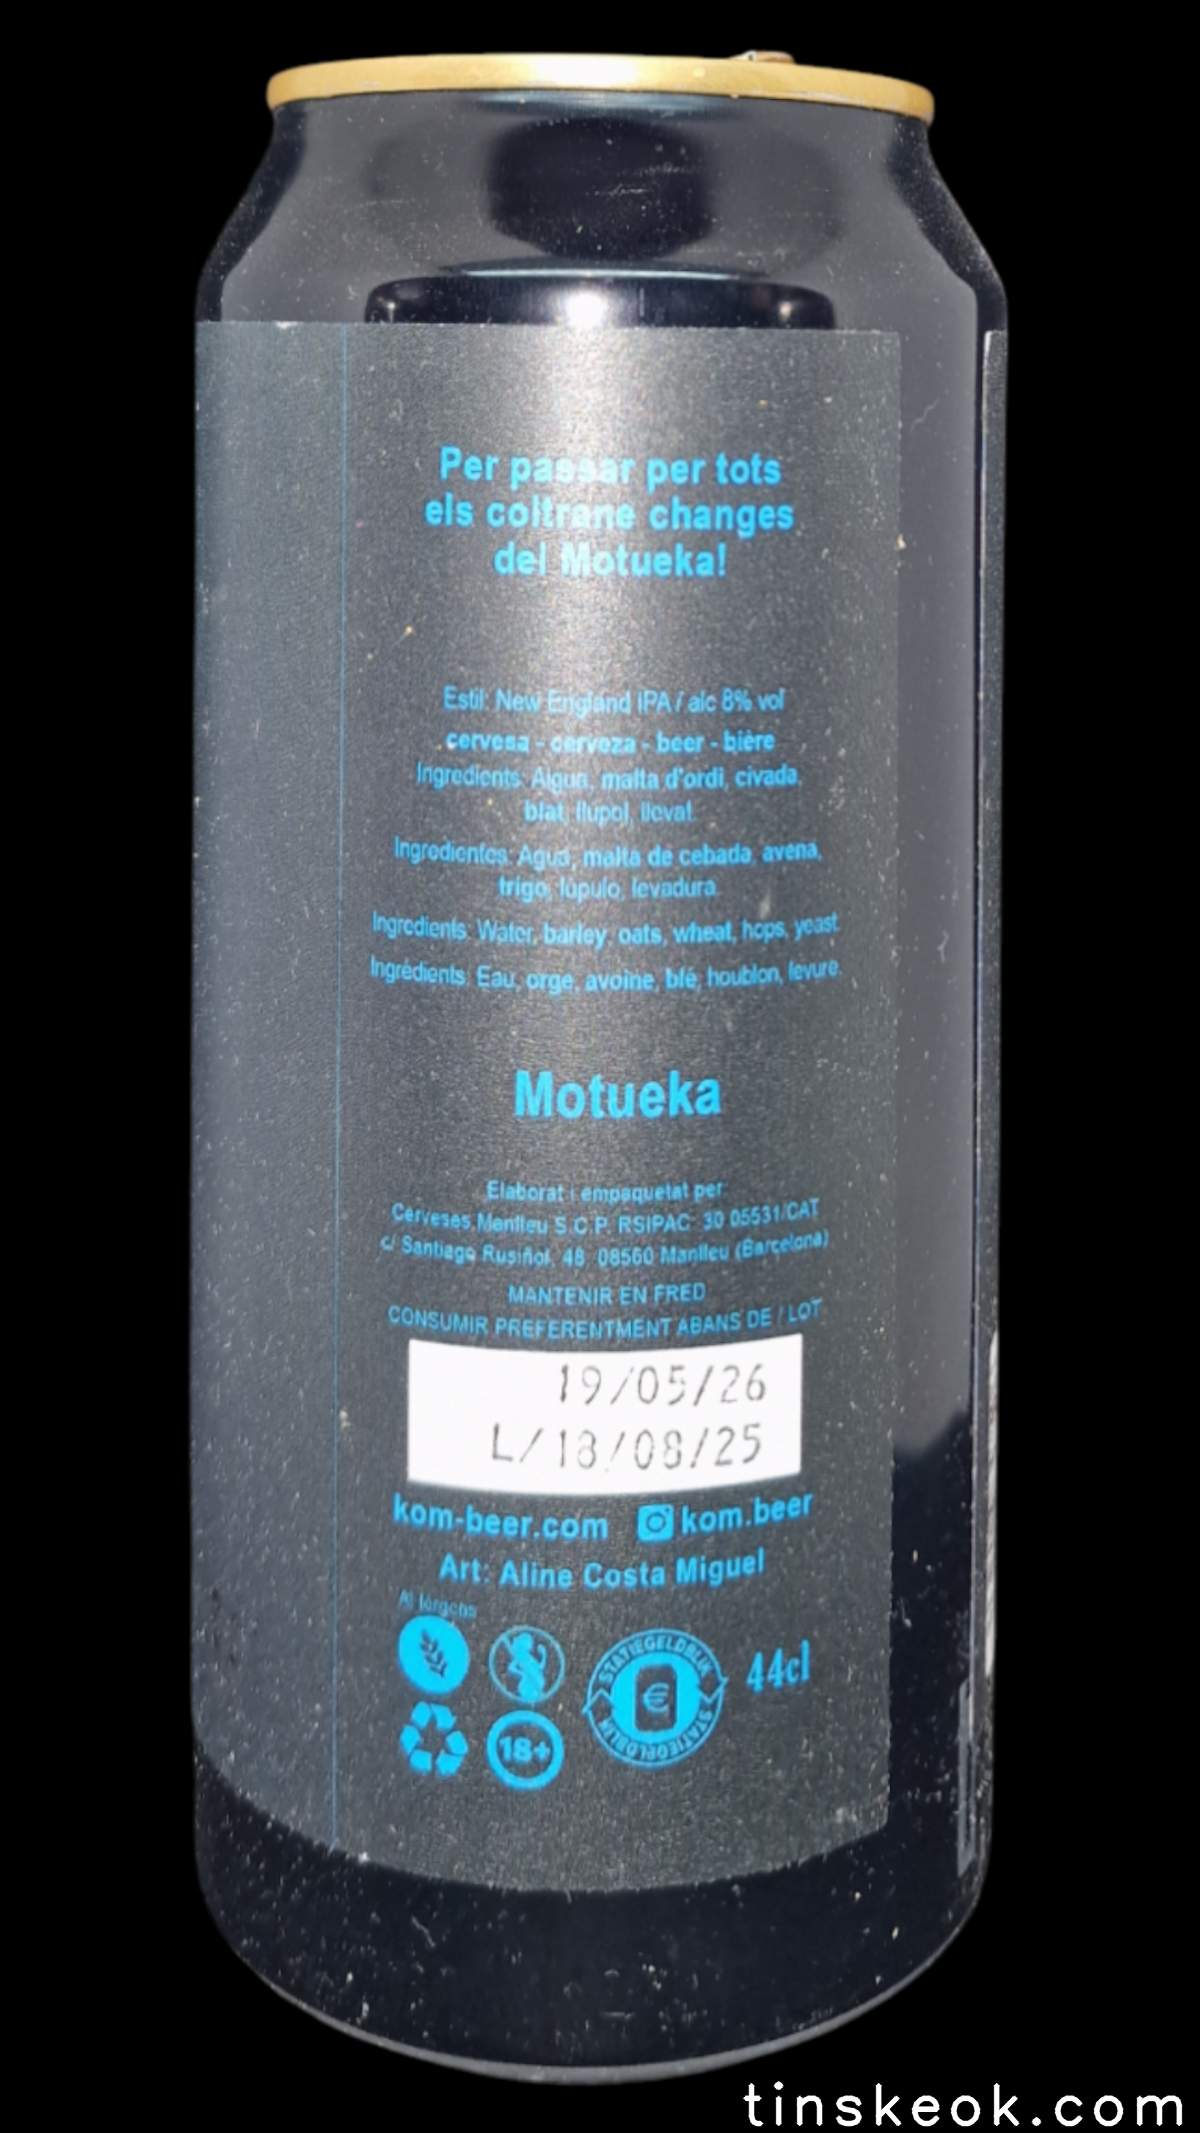 Per passar per tots
els coltrane changes
del Motueka!
Estil: New England IPA / alc 8% vol
cervesa - cerveza - beer - bière
Ingredients: Aigua, malta d'ordi, civada,
blat, llúpol, llevat.
Ingredientes: Agua, malta de cebada, avena,
trigo, lúpulo, levadura.
Ingredients: Water, barley, oats, wheat, hops, yeast.
Ingrédients: Eau, orge, avoine, blé, houblon, levure.
Motueka
Elaborat i empaquetat per:
Cerveses Manlleu S.C.P. RSIPAC: 30.05531/CAT
c/ Santiago Rusiñol, 48. 08560 Manlleu (Barcelona)
MANTENIR EN FRED
CONSUMIR PREFERENTMENT ABANS DE / LOT:
19/05/26
L/18/08/25
kom-beer.com kom.beer
Art: Aline Costa Miguel
Al·lèrgens
STATIEGELDBLIK
STATIEGELDBLIK
€
44cl
18+
tinskeok.com